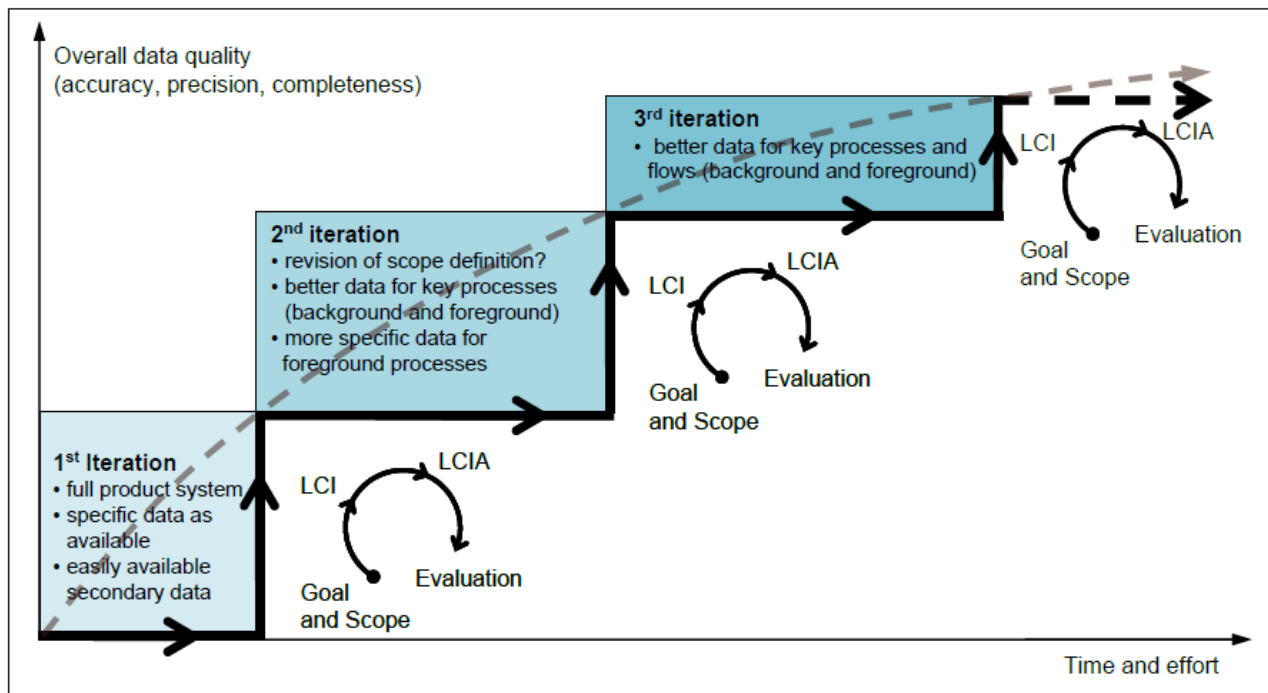 Overall data quality
(accuracy, precision, completeness)
3rd iteration
• better data for key processes and
flows (background and foreground)
LCI
LCIA
Goal
and Scope
Evaluation
2nd iteration
• revision of scope definition?
• better data for key processes
(background and foreground)
• more specific data for
foreground processes
LCI
LCIA
Goal
and Scope
Evaluation
1st Iteration
• full product system
• specific data as
available
• easily available
secondary data
LCI
LCIA
Goal
and Scope
Evaluation
Time and effort